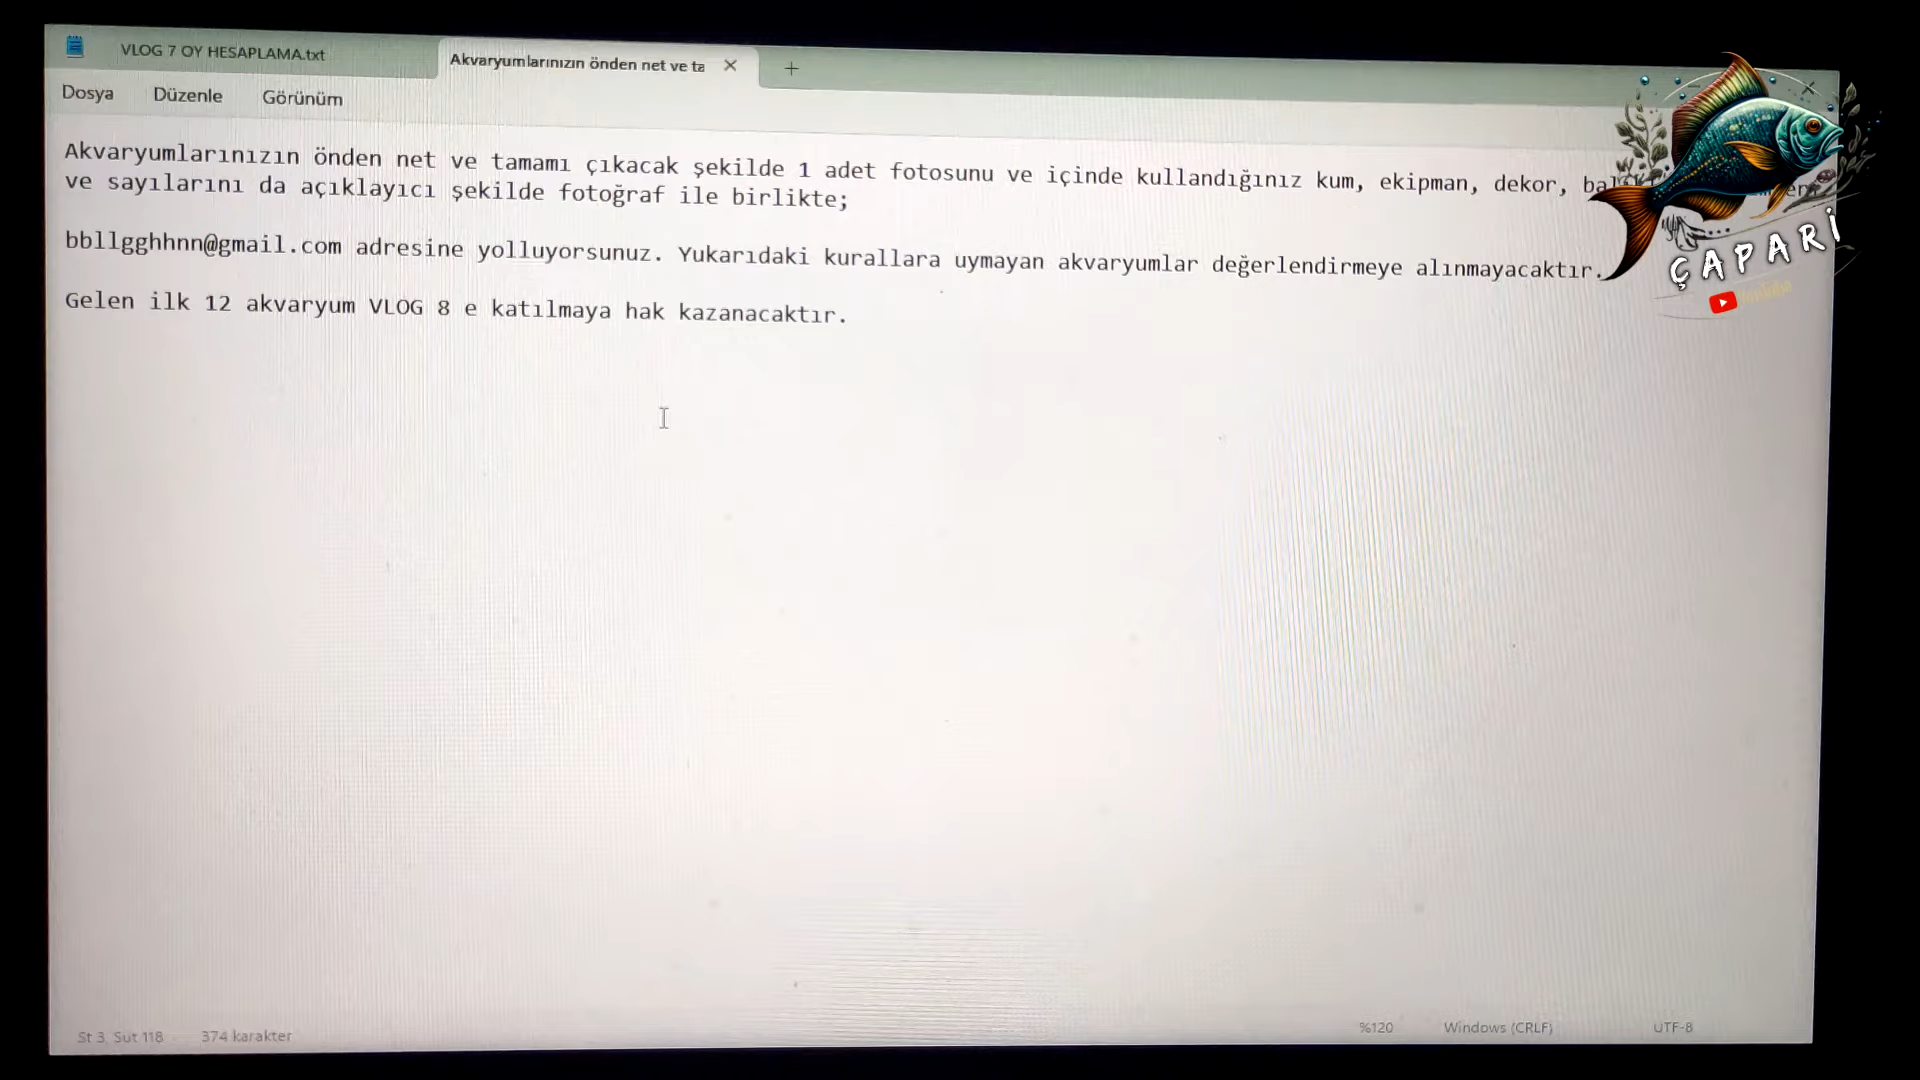 VLOG 7 OY HESAPLAMA.txt
Akvaryumlarınızın önden net ve ta
Dosya Düzenle Görünüm
Akvaryumlarınızın önden net ve tamamı çıkacak şekilde 1 adet fotosunu ve içinde kullandığınız kum, ekipman, dekor,
ve sayılarını da açıklayıcı şekilde fotoğraf ile birlikte;
bbllgghhnn@gmail.com adresine yolluyorsunuz. Yukarıdaki kurallara uymayan akvaryumlar değerlendirmeye alınmayacaktır.
Gelen ilk 12 akvaryum VLOG 8 e katılmaya hak kazanacaktır.
ÇAPARİ
YouTube
St 3, Sut 118 374 karakter
%120 Windows (CRLF) UTF-8